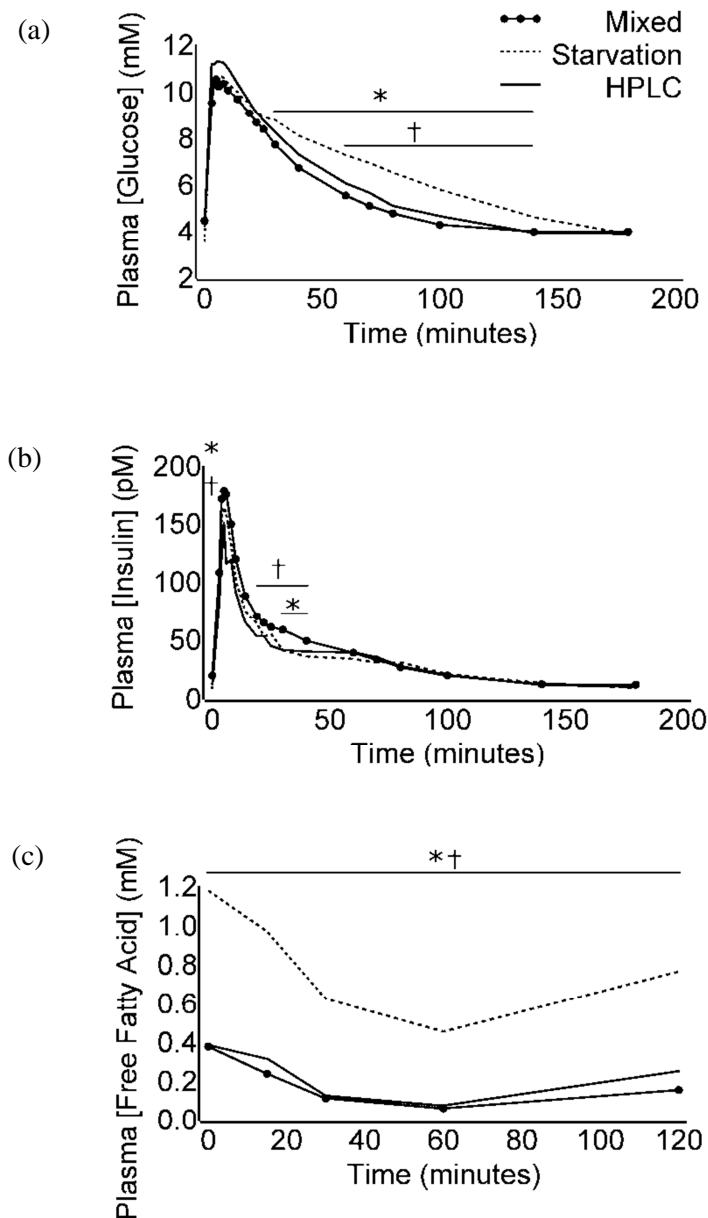 (a)
Mixed
Starvation
HPLC
Plasma [Glucose] (mM)
12
10
8
6
4
2
*
†
0 50 100 150 200
Time (minutes)
(b)
*
†
Plasma [Insulin] (pM)
200
150
100
50
0
†
*
0 50 100 150 200
Time (minutes)
(c)
*†
Plasma [Free Fatty Acid] (mM)
1.2
1.0
0.8
0.6
0.4
0.2
0.0
0 20 40 60 80 100 120
Time (minutes)